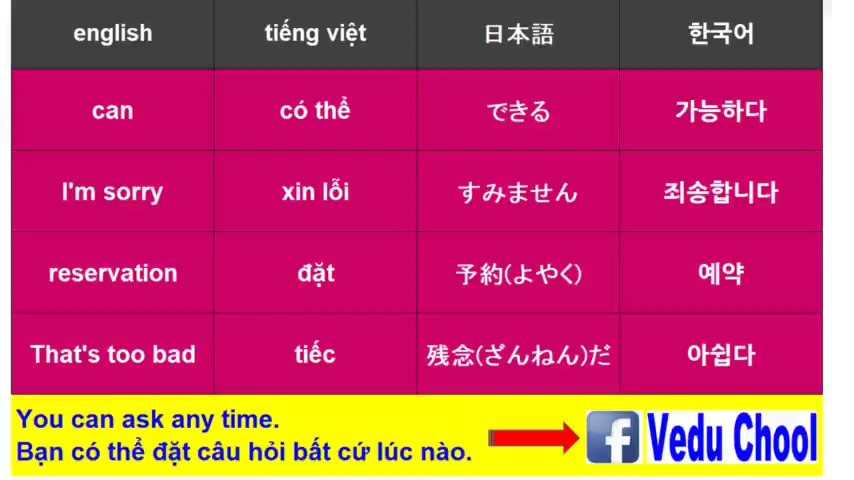 english tiếng việt 日本語 한국어
can có thể できる 가능하다
I'm sorry xin lỗi すみません 죄송합니다
reservation đặt 予約(よやく) 예약
That's too bad tiếc 残念(ざんねん)だ 아쉽다
You can ask any time.
Bạn có thể đặt câu hỏi bất cứ lúc nào.
f Vedu Chool